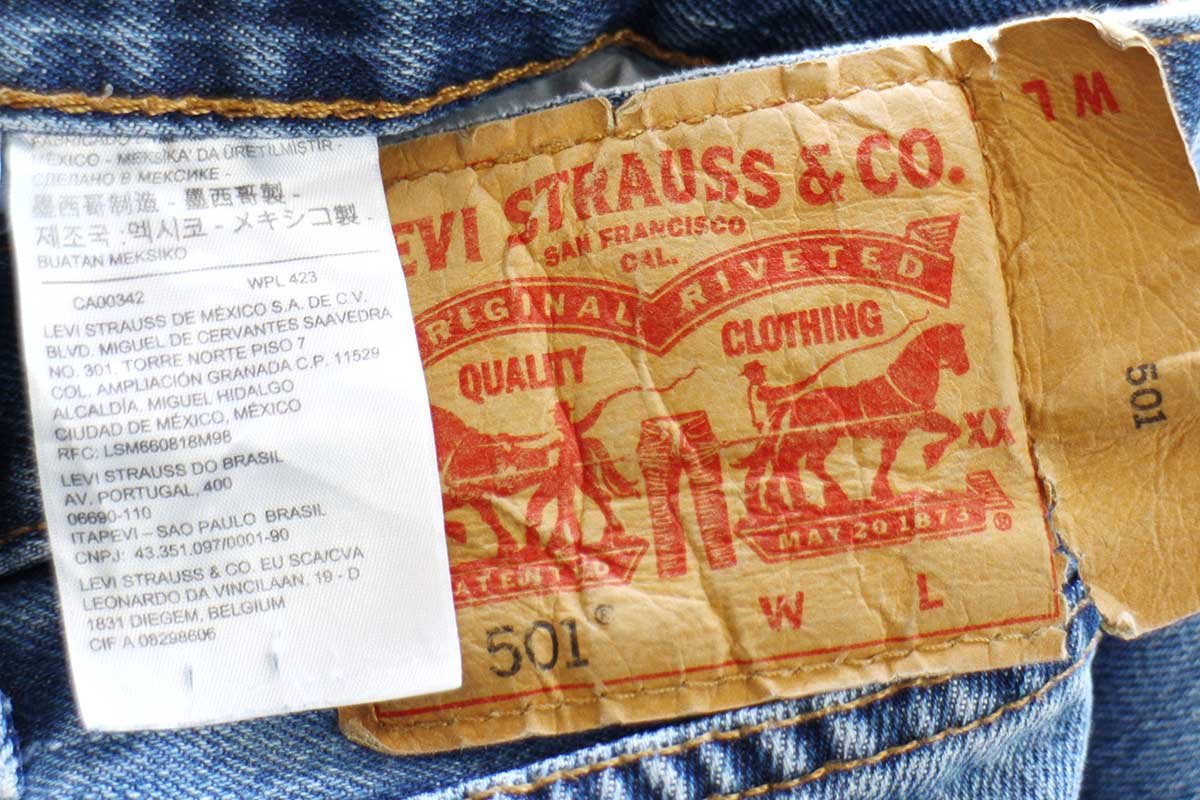 FABRICADO
MÉXICO - MEKSİKA' DA ÜRETİLMİŞTİR -
СДЕЛАНО В МЕКСИКЕ -
墨西哥制造 - 墨西哥製 -
제조국 :멕시코 - メキシコ製 -
BUATAN MEKSIKO
CA00342 WPL 423
LEVI STRAUSS DE MÉXICO S.A. DE C.V.
BLVD. MIGUEL DE CERVANTES SAAVEDRA
NO. 301. TORRE NORTE PISO 7
COL. AMPLIACIÓN GRANADA C.P. 11529
ALCALDÍA. MIGUEL HIDALGO
CIUDAD DE MÉXICO, MÉXICO
RFC: LSM660818M98
LEVI STRAUSS DO BRASIL
AV. PORTUGAL, 400
06690-110
ITAPEVI – SAO PAULO BRASIL
CNPJ: 43.351.097/0001-90
LEVI STRAUSS & CO. EU SCA/CVA
LEONARDO DA VINCILAAN, 19 - D
1831 DIEGEM, BELGIUM
CIF A 08298606
EVI STRAUSS & CO.
SAN FRANCISCO
CAL.
RIGINAL RIVETED
QUALITY CLOTHING
XX
ATENTED MAY 20 1873 ®
W L
501®
W L
501